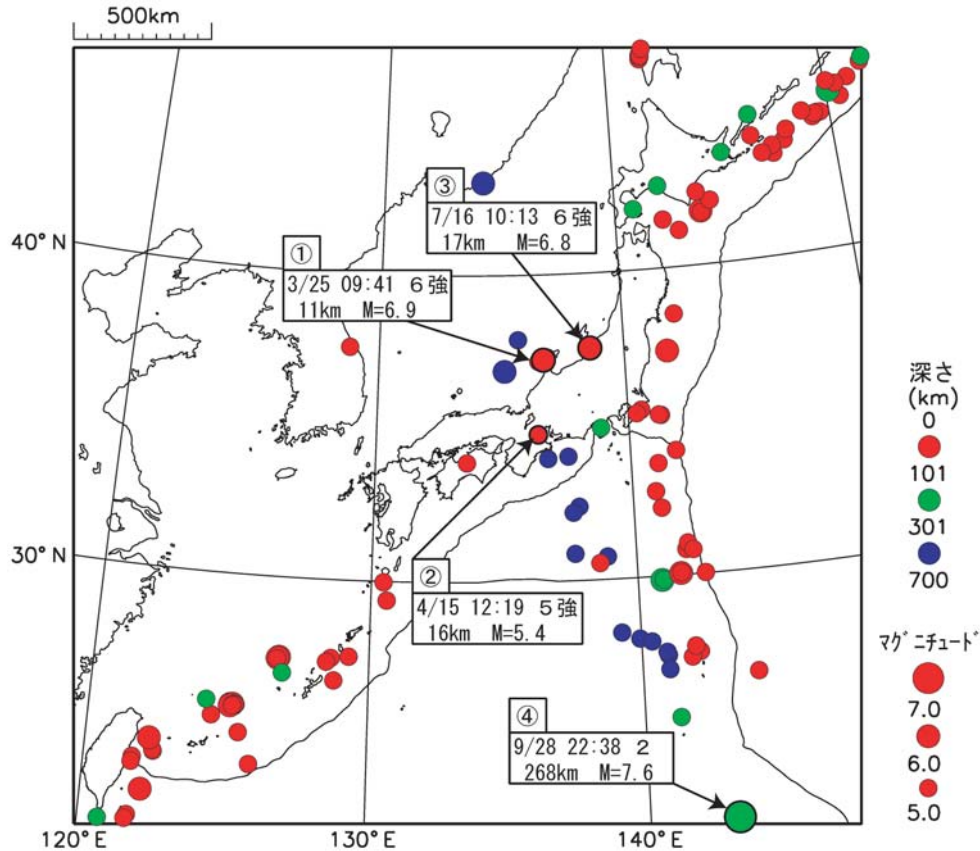 500km
③
7/16 10:13 6強
17km M=6.8
40°N
①
3/25 09:41 6強
11km M=6.9
深さ
(km)
0
101
301
700
30°N
②
4/15 12:19 5強
16km M=5.4
マグニチュード
7.0
6.0
5.0
④
9/28 22:38 2
268km M=7.6
120°E
130°E
140°E